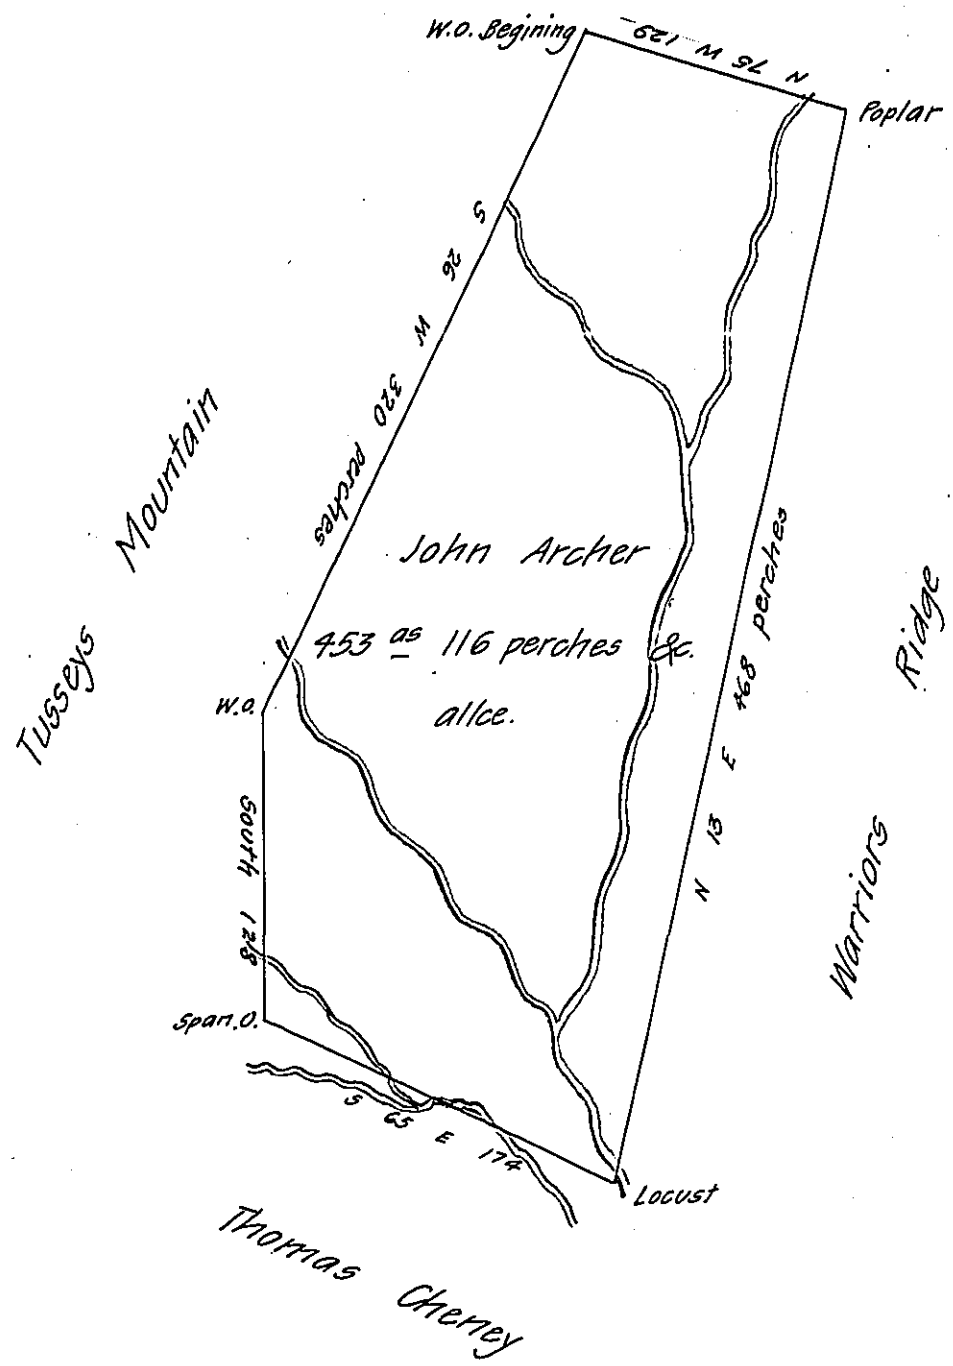 W.O. Begining
N 75 W 129
Poplar
S 26 W 320 perches
Tusseys Mountain
John Archer
453 as 116 perches &c.
allce.
N 13 E 468 perches
Warriors Ridge
W.O.
South 128
Span.O.
S 65 E 174
Locust
Thomas Cheney